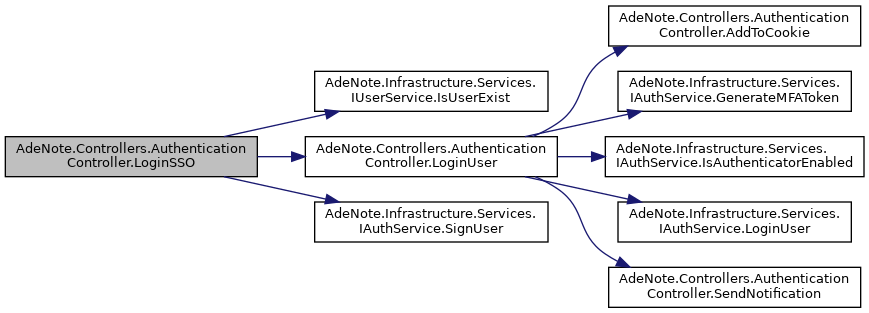 AdeNote.Controllers.Authentication
Controller.LoginSSO
AdeNote.Infrastructure.Services.
IUserService.IsUserExist
AdeNote.Controllers.Authentication
Controller.LoginUser
AdeNote.Infrastructure.Services.
IAuthService.SignUser
AdeNote.Controllers.Authentication
Controller.AddToCookie
AdeNote.Infrastructure.Services.
IAuthService.GenerateMFAToken
AdeNote.Infrastructure.Services.
IAuthService.IsAuthenticatorEnabled
AdeNote.Infrastructure.Services.
IAuthService.LoginUser
AdeNote.Controllers.Authentication
Controller.SendNotification